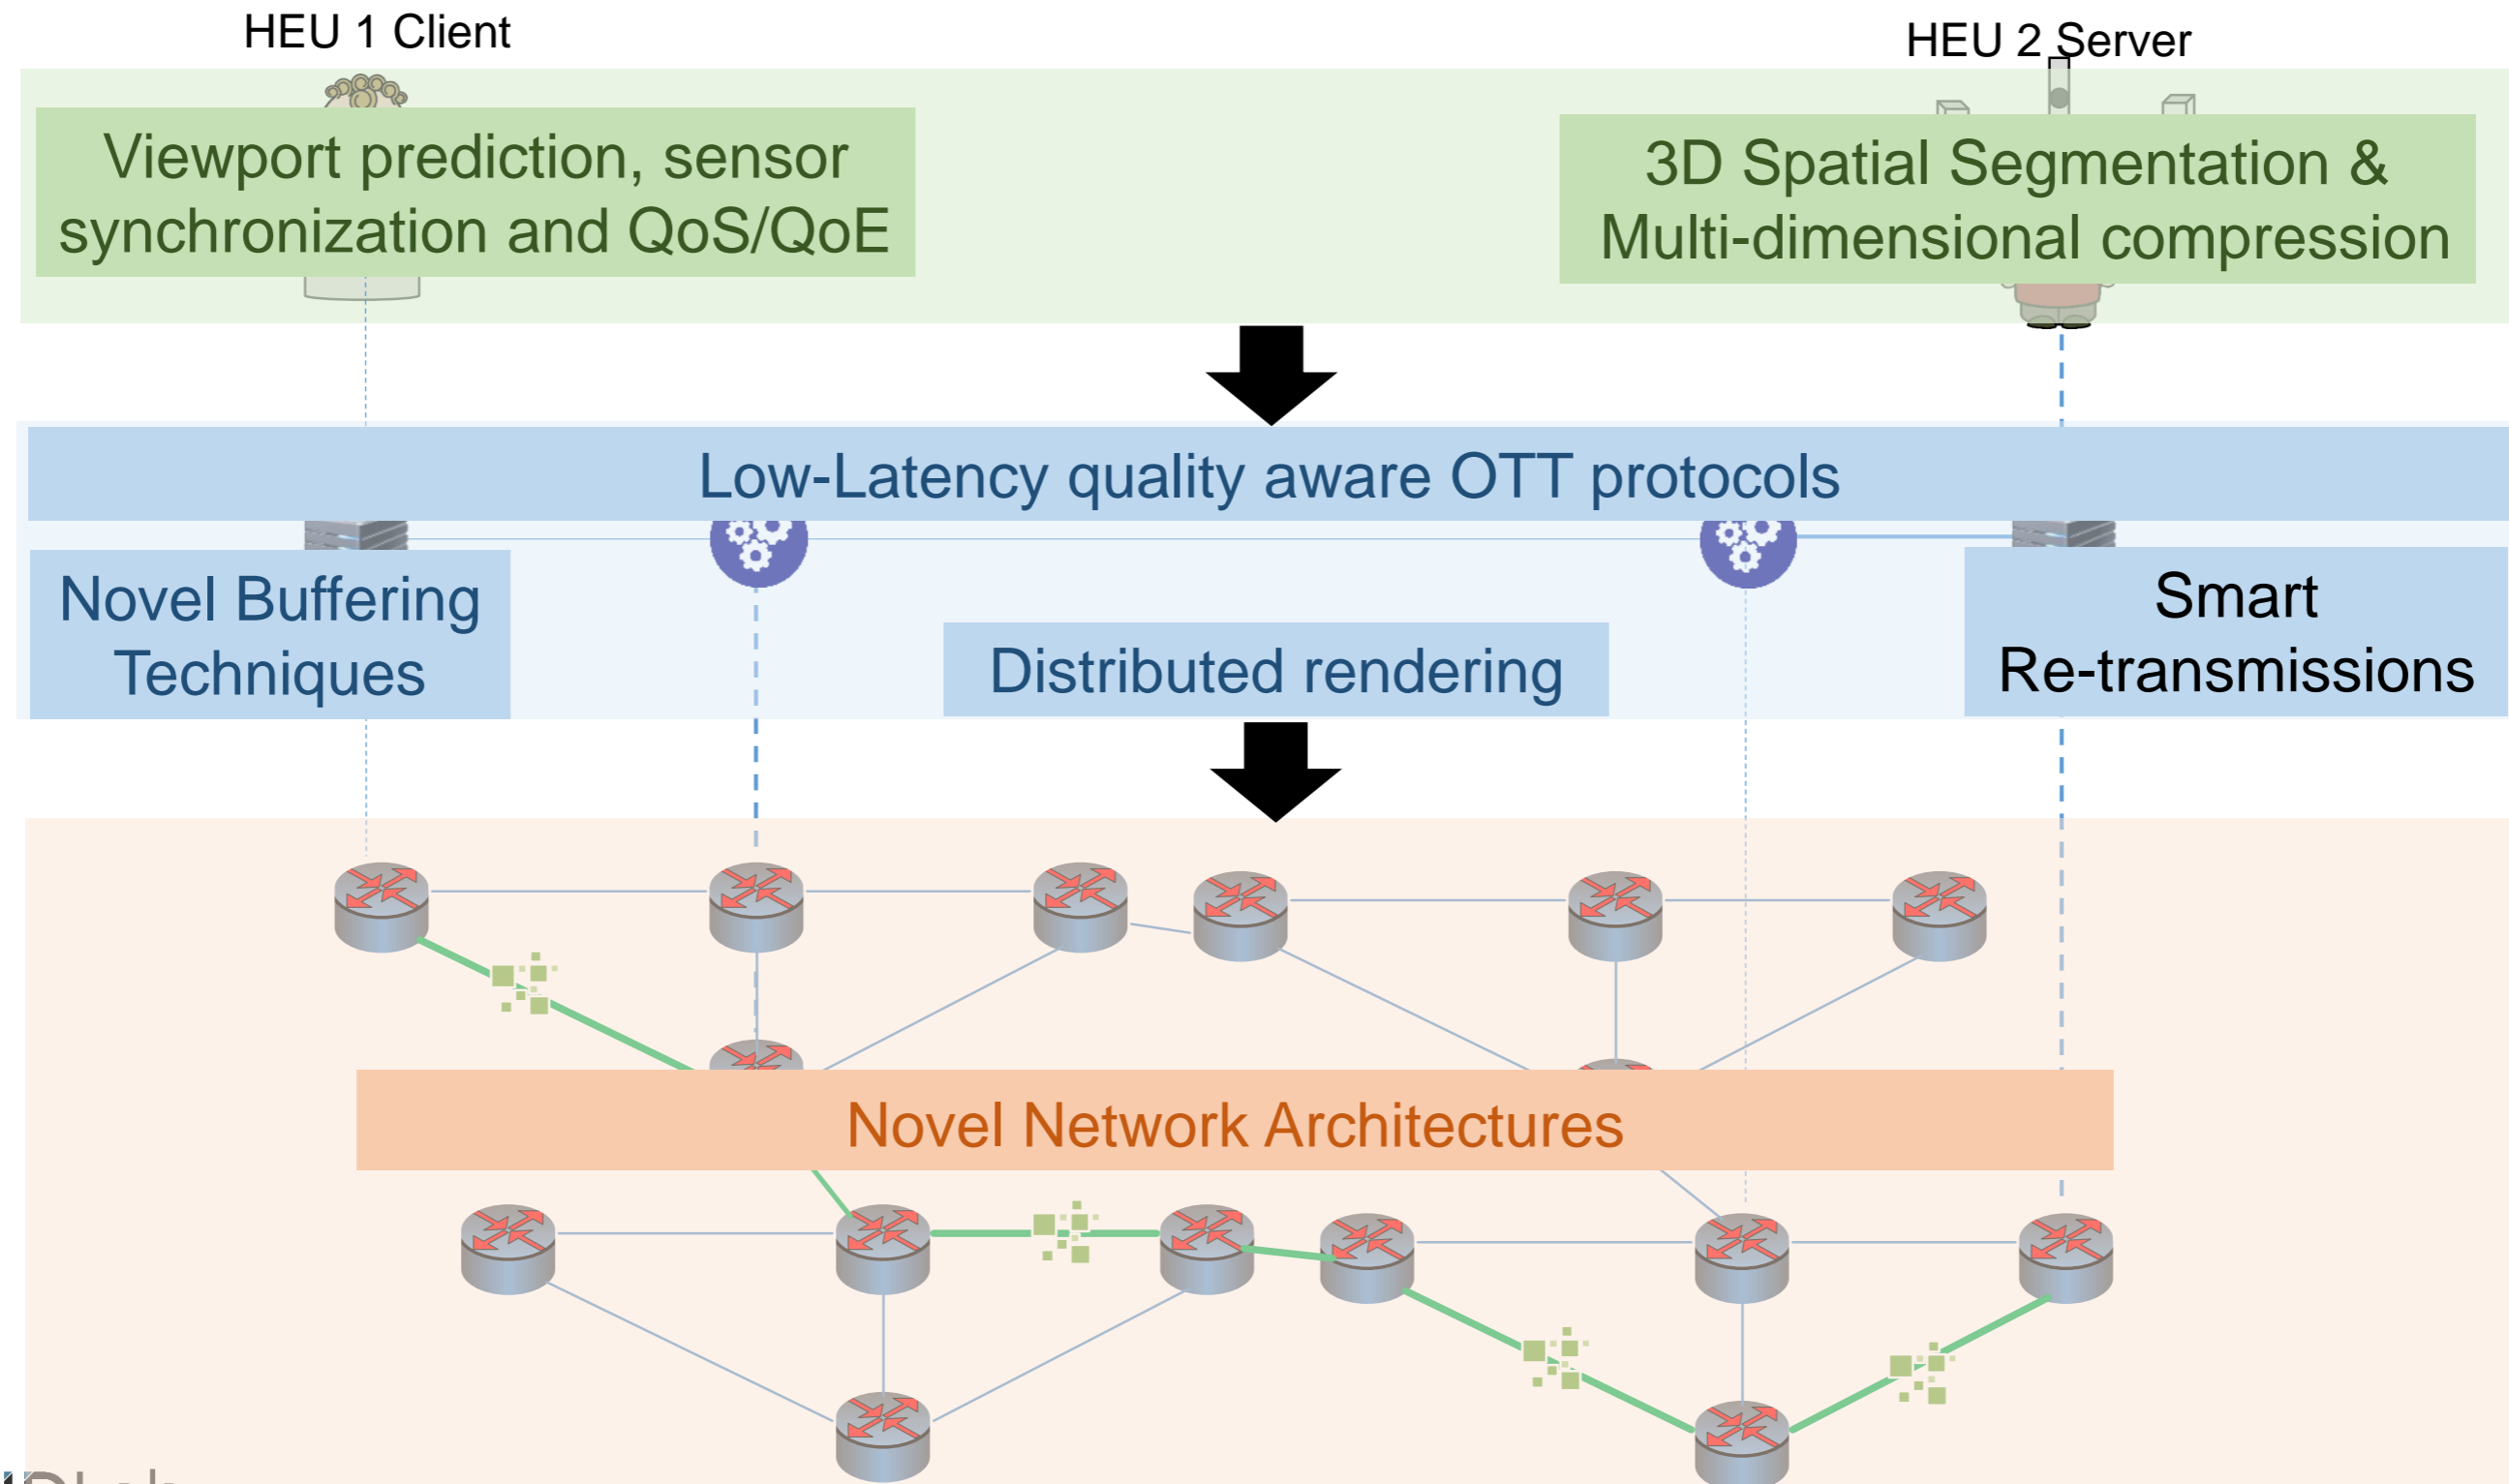 HEU 1 Client
HEU 2 Server
Viewport prediction, sensor
synchronization and QoS/QoE
3D Spatial Segmentation &
Multi-dimensional compression
Low-Latency quality aware OTT protocols
Novel Buffering
Techniques
Distributed rendering
Smart
Re-transmissions
Novel Network Architectures